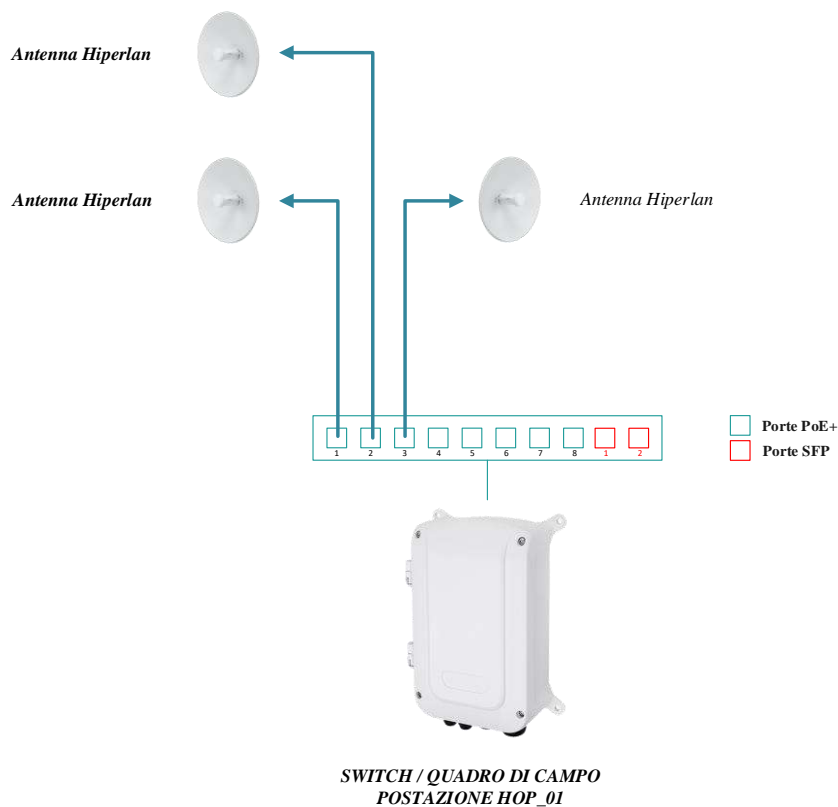 Antenna Hiperlan
Antenna Hiperlan
Antenna Hiperlan
1 2 3 4 5 6 7 8 1 2
Porte PoE+
Porte SFP
SWITCH / QUADRO DI CAMPO
POSTAZIONE HOP_01